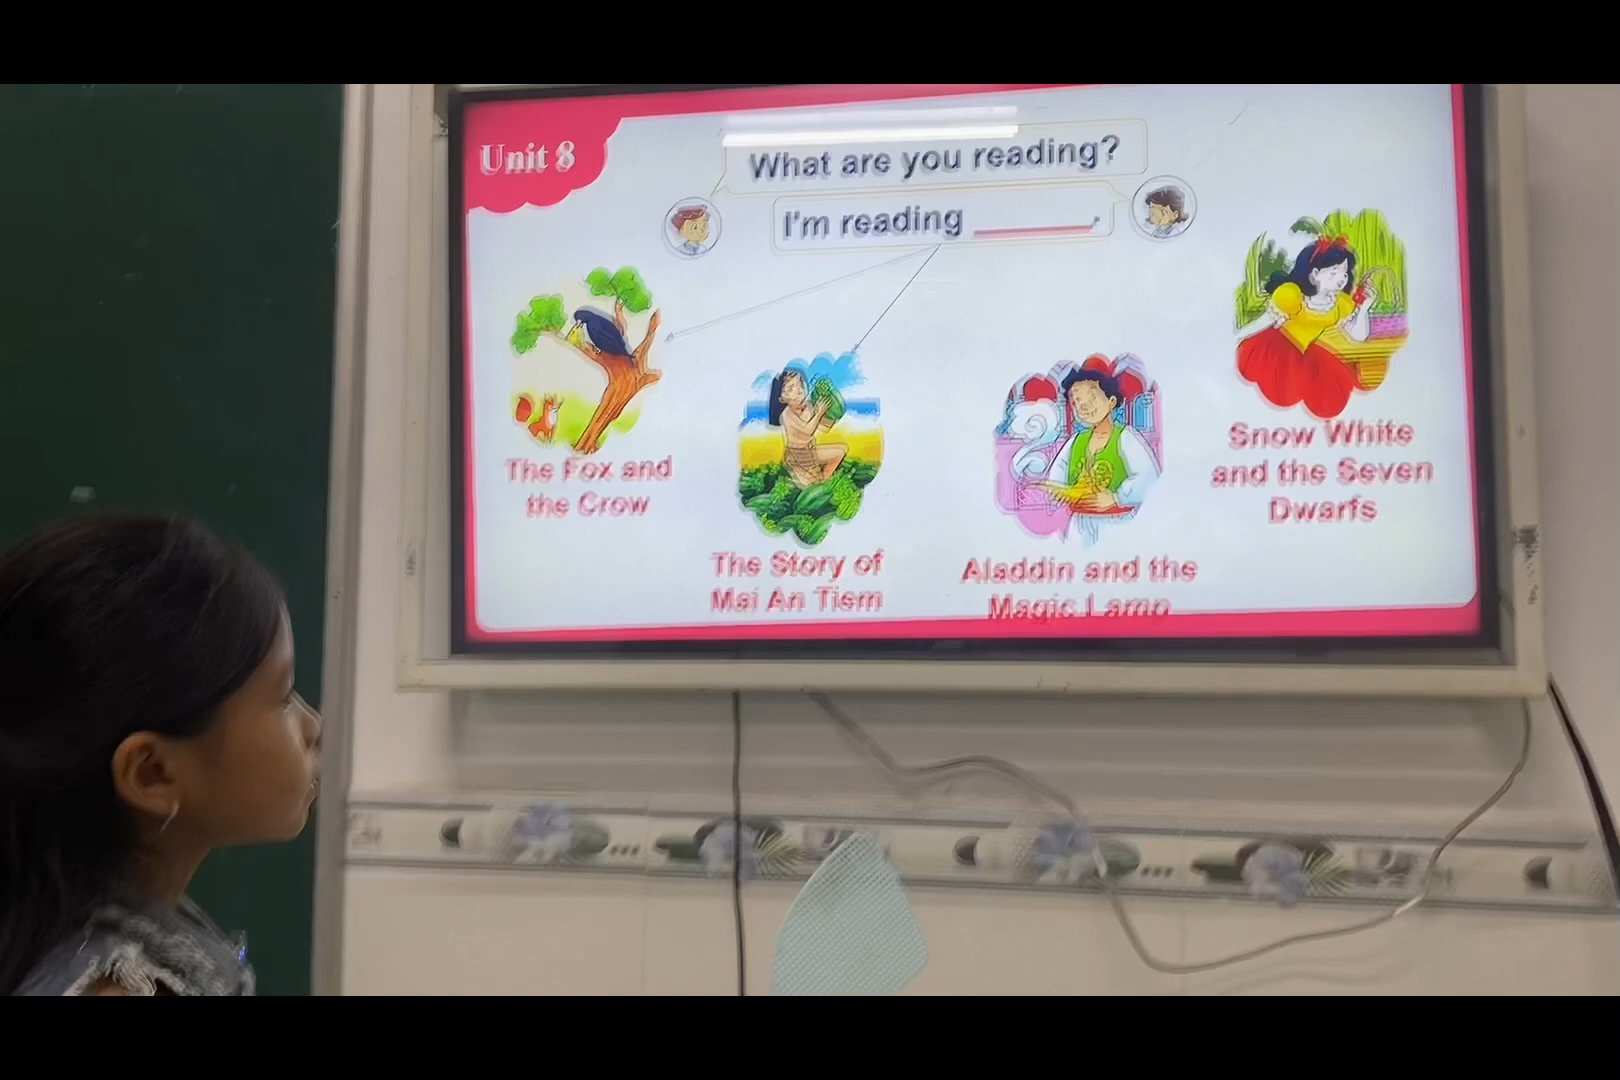 Unit 8
What are you reading?
I'm reading ________.
The Fox and
the Crow
The Story of
Mai An Tiem
Aladdin and the
Magic Lamp
Snow White
and the Seven
Dwarfs